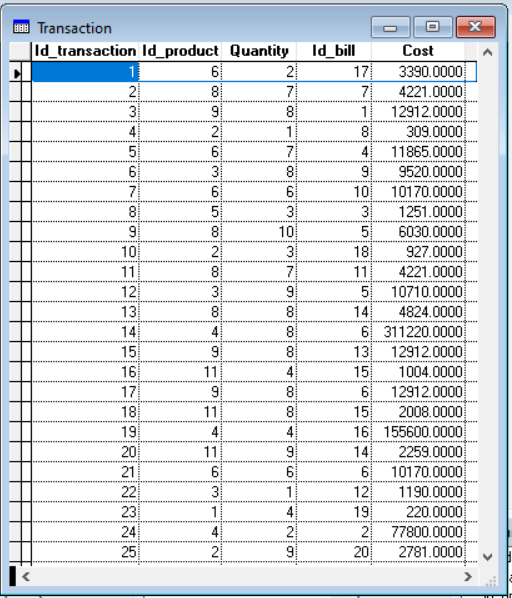 Transaction
Id_transaction Id_product Quantity Id_bill Cost
1 6 2 17 3390.0000
2 8 7 7 4221.0000
3 9 8 1 12912.0000
4 2 1 8 309.0000
5 6 7 4 11865.0000
6 3 8 9 9520.0000
7 6 6 10 10170.0000
8 5 3 3 1251.0000
9 8 10 5 6030.0000
10 2 3 18 927.0000
11 8 7 11 4221.0000
12 3 9 5 10710.0000
13 8 8 14 4824.0000
14 4 8 6 311220.0000
15 9 8 13 12912.0000
16 11 4 15 1004.0000
17 9 8 6 12912.0000
18 11 8 15 2008.0000
19 4 4 16 155600.0000
20 11 9 14 2259.0000
21 6 6 6 10170.0000
22 3 1 12 1190.0000
23 1 4 19 220.0000
24 4 2 2 77800.0000
25 2 9 20 2781.0000